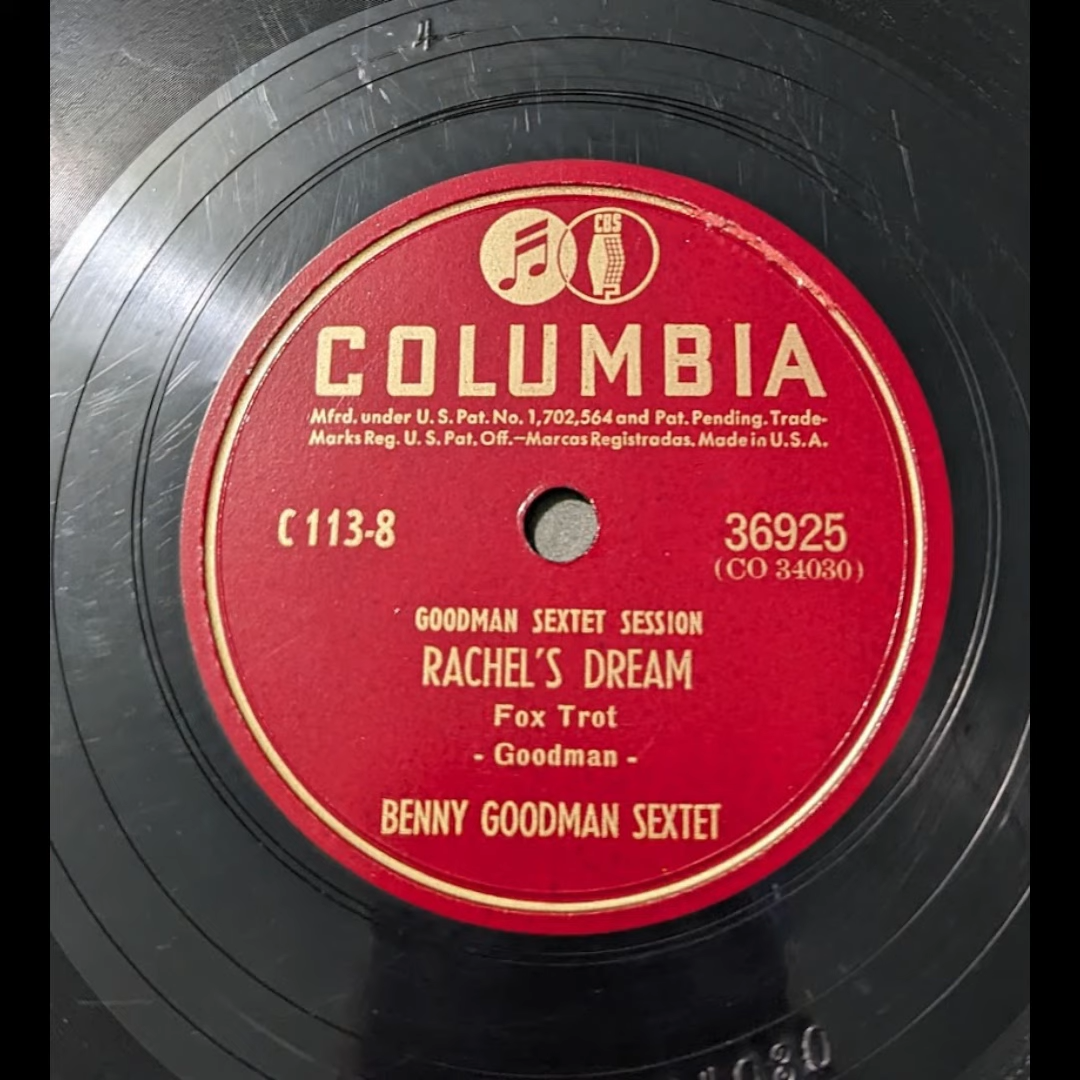 4
CBS
COLUMBIA
Mfrd. under U. S. Pat. No. 1,702,564 and Pat. Pending. Trade-
Marks Reg. U. S. Pat. Off.—Marcas Registradas. Made in U. S. A.
C 113-8
36925
(CO 34030)
GOODMAN SEXTET SESSION
RACHEL'S DREAM
Fox Trot
- Goodman -
BENNY GOODMAN SEXTET